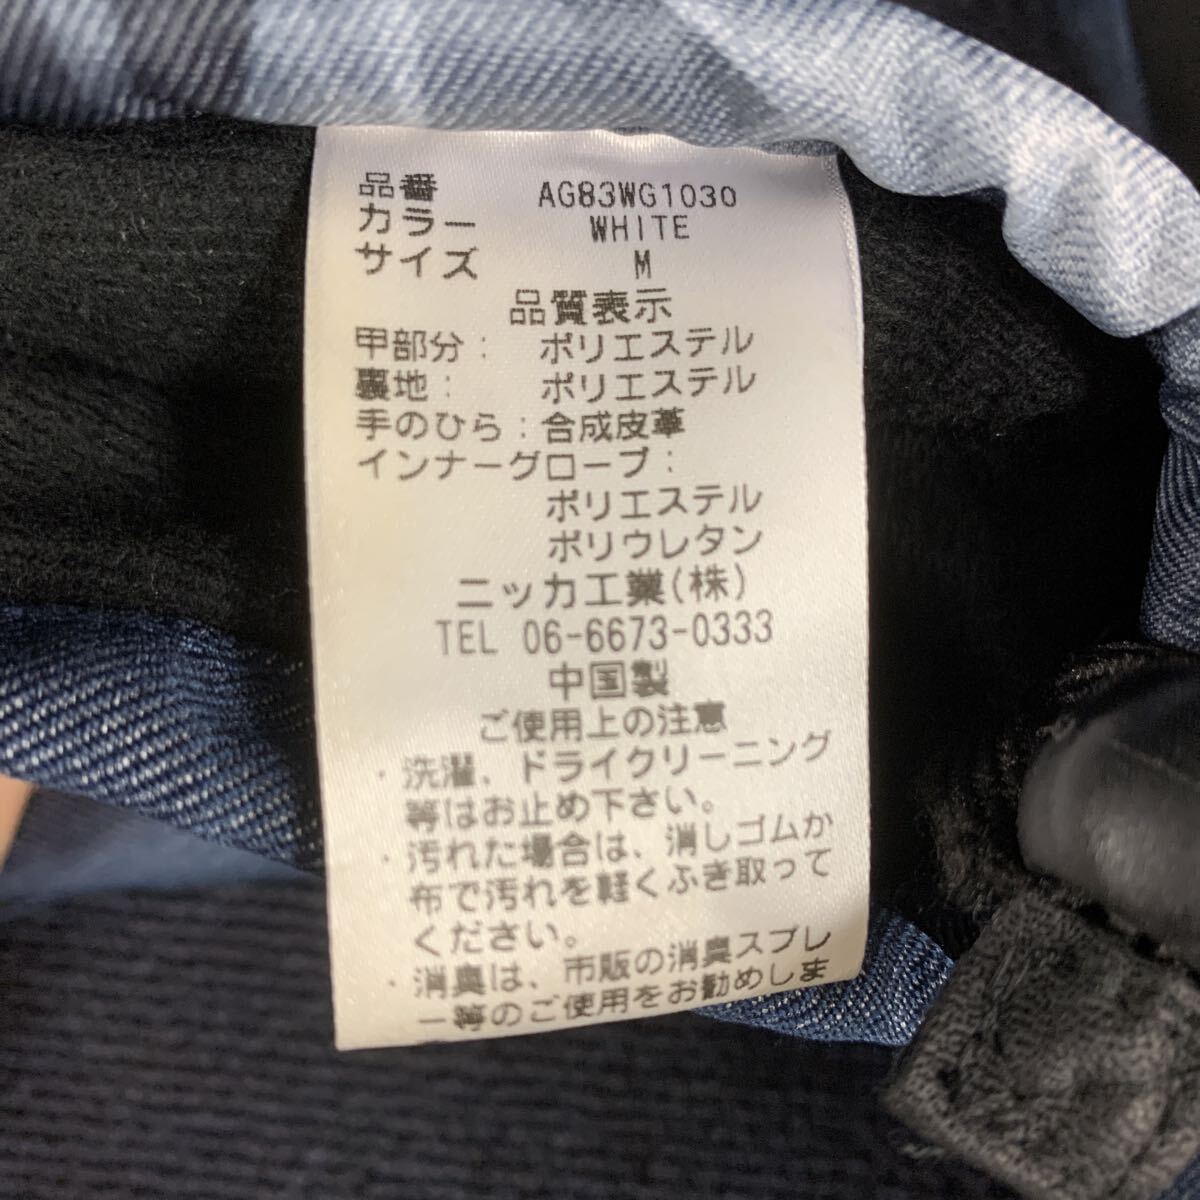 品番 AG83WG1030
カラー WHITE
サイズ M
品質表示
甲部分: ポリエステル
裏地: ポリエステル
手のひら:合成皮革
インナーグローブ:
ポリエステル
ポリウレタン
ニッカ工業(株)
TEL 06-6673-0333
中国製
ご使用上の注意
・洗濯、ドライクリーニング
等はお止め下さい。
・汚れた場合は、消しゴムか
布で汚れを軽くふき取って
ください。
・消臭は、市販の消臭スプレ
ー等のご使用をお勧めしま